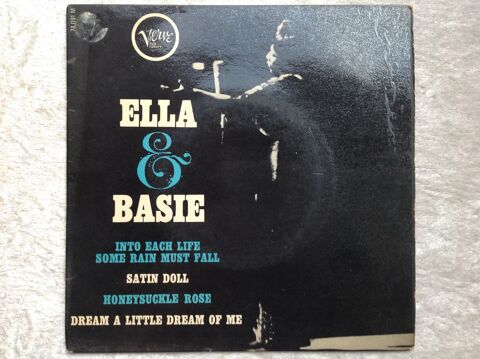 Verve
ELLA
&
BASIE
INTO EACH LIFE
SOME RAIN MUST FALL
SATIN DOLL
HONEYSUCKLE ROSE
DREAM A LITTLE DREAM OF ME